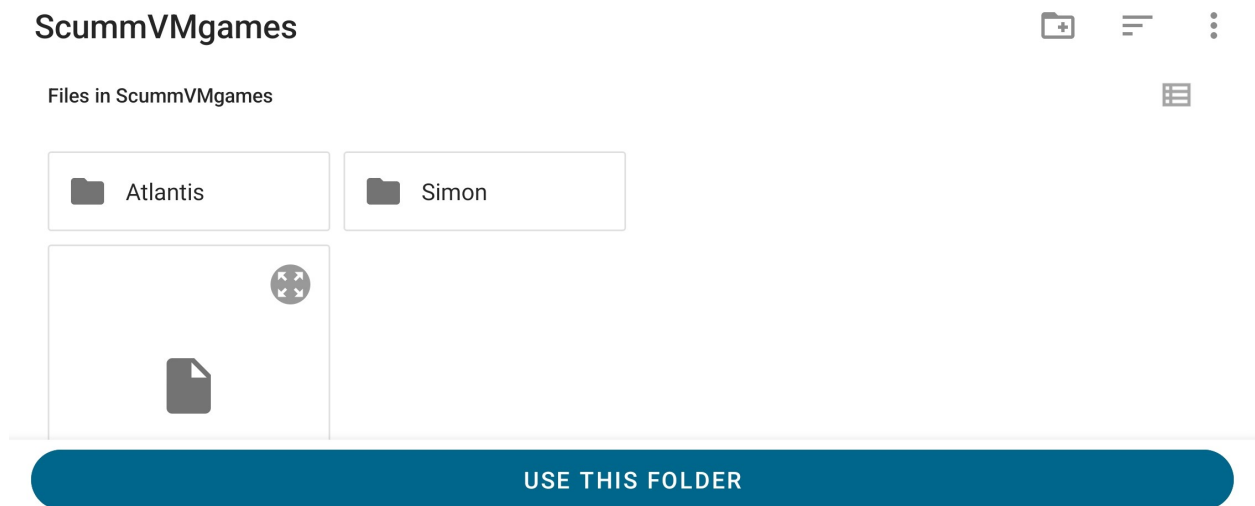 ScummVMgames
Files in ScummVMgames
Atlantis
Simon
USE THIS FOLDER